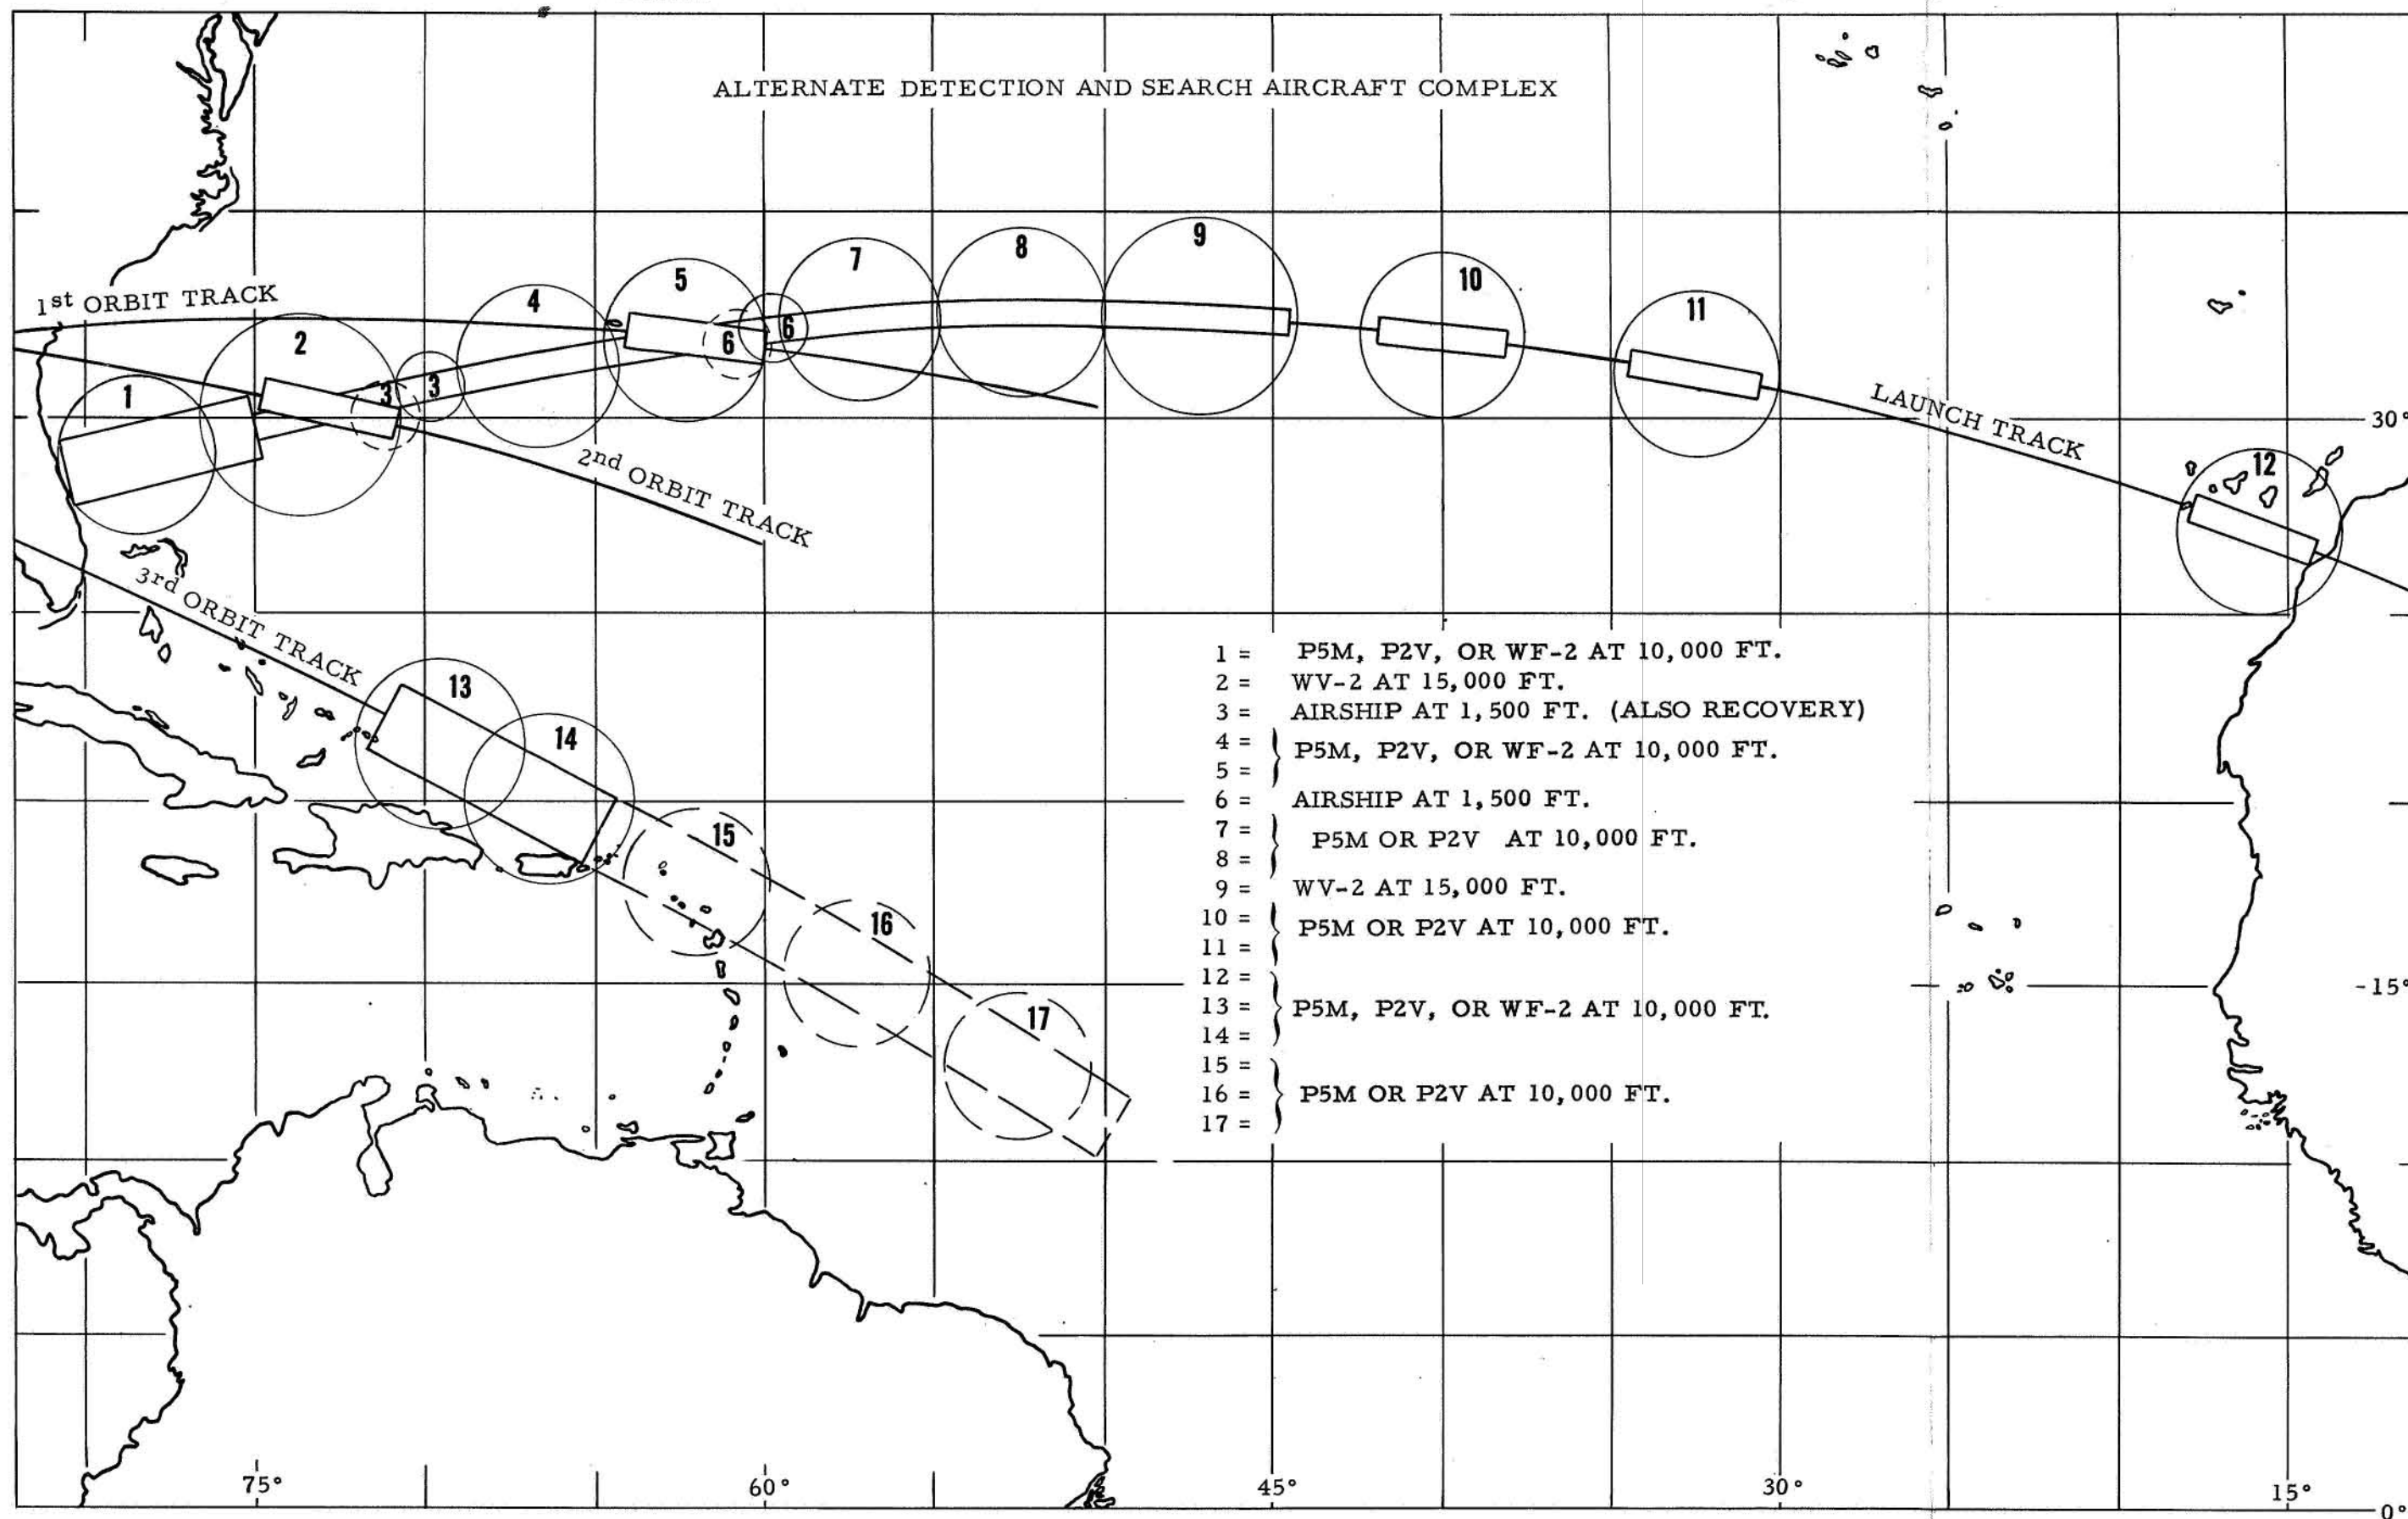 ALTERNATE DETECTION AND SEARCH AIRCRAFT COMPLEX
9
8
7
10
5
4
11
1st ORBIT TRACK
6
6
2
3
3
1
LAUNCH TRACK
30°
2nd ORBIT TRACK
12
3rd ORBIT TRACK
13
14
15
16
17
1 = P5M, P2V, OR WF-2 AT 10,000 FT.
2 = WV-2 AT 15,000 FT.
3 = AIRSHIP AT 1,500 FT. (ALSO RECOVERY)
4 =
P5M, P2V, OR WF-2 AT 10,000 FT.
5 =
6 = AIRSHIP AT 1,500 FT.
7 =
P5M OR P2V AT 10,000 FT.
8 =
9 = WV-2 AT 15,000 FT.
10 =
P5M OR P2V AT 10,000 FT.
11 =
12 =
13 = P5M, P2V, OR WF-2 AT 10,000 FT.
14 =
15 =
16 = P5M OR P2V AT 10,000 FT.
17 =
-15°
75° 60° 45° 30° 15°
0°